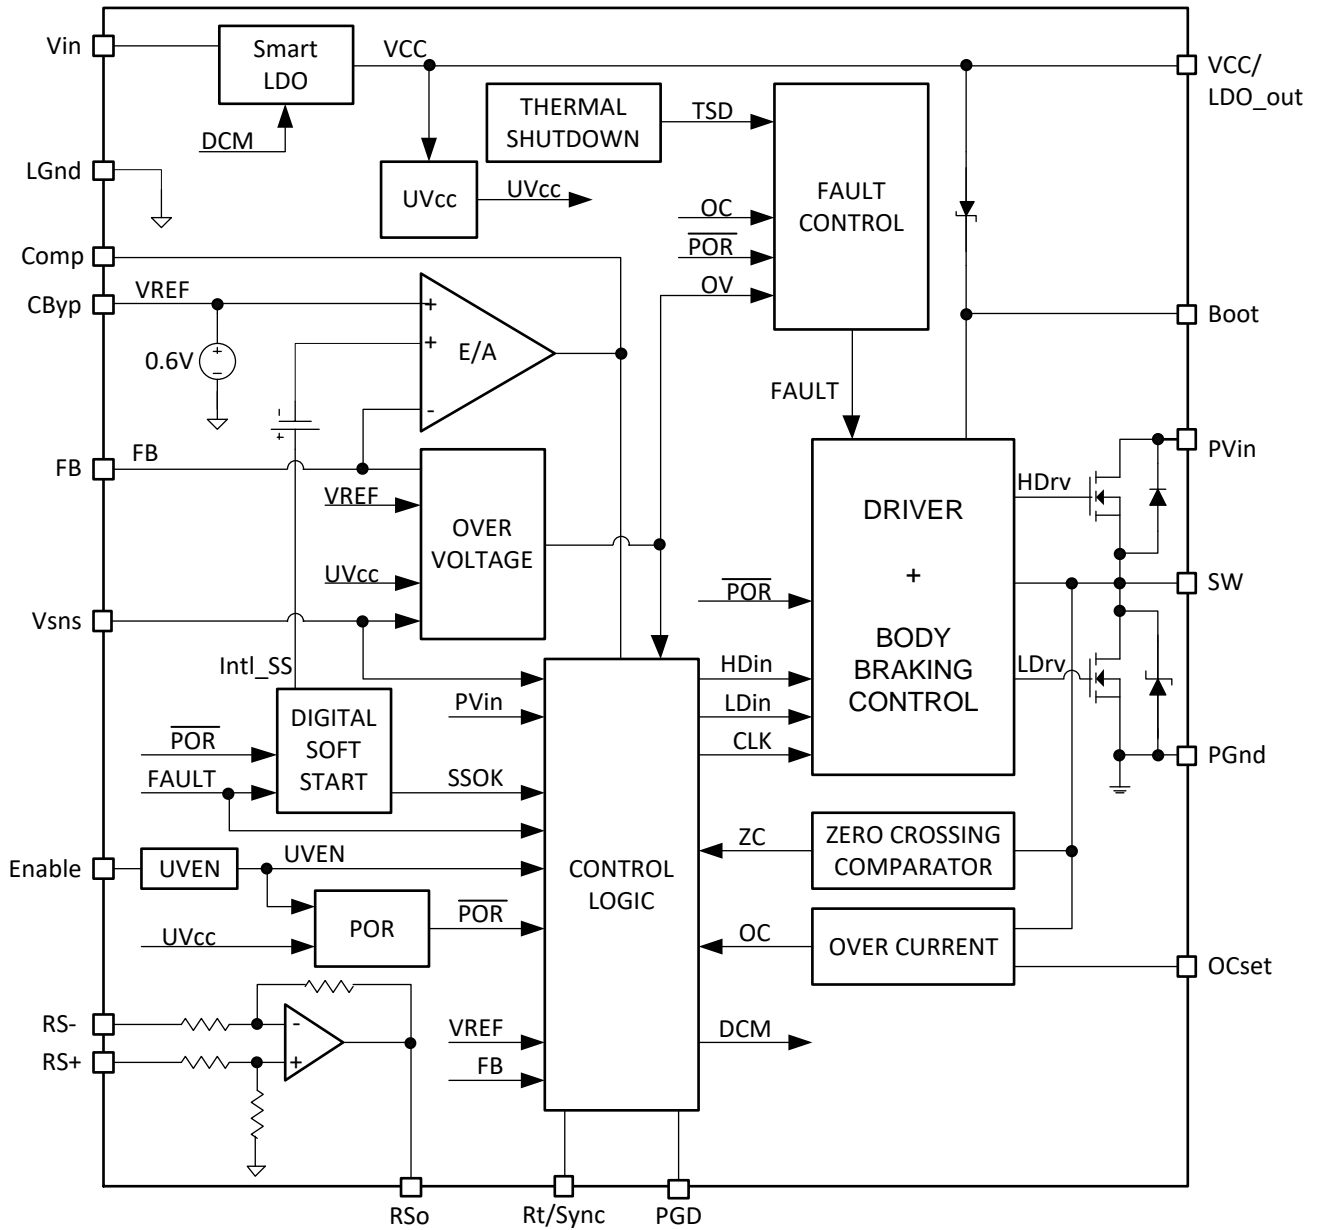 Vin
Smart
LDO
VCC
VCC/
LDO_out
DCM
THERMAL
SHUTDOWN
TSD
LGnd
UVcc
UVcc
FAULT
CONTROL
OC
POR
OV
Comp
CByp
VREF
+
+
-
E/A
0.6V
+
−
Boot
FAULT
-
+
FB
FB
PVin
HDrv
VREF
OVER
VOLTAGE
UVcc
DRIVER
+
BODY
BRAKING
CONTROL
SW
POR
Vsns
Intl_SS
HDin
LDrv
PVin
LDin
DIGITAL
SOFT
START
POR
CLK
PGnd
FAULT
SSOK
ZC
ZERO CROSSING
COMPARATOR
Enable
UVEN
UVEN
CONTROL
LOGIC
POR
POR
UVcc
OC
OVER CURRENT
OCset
RS-
-
RS+
+
VREF
DCM
FB
RSo
Rt/Sync
PGD